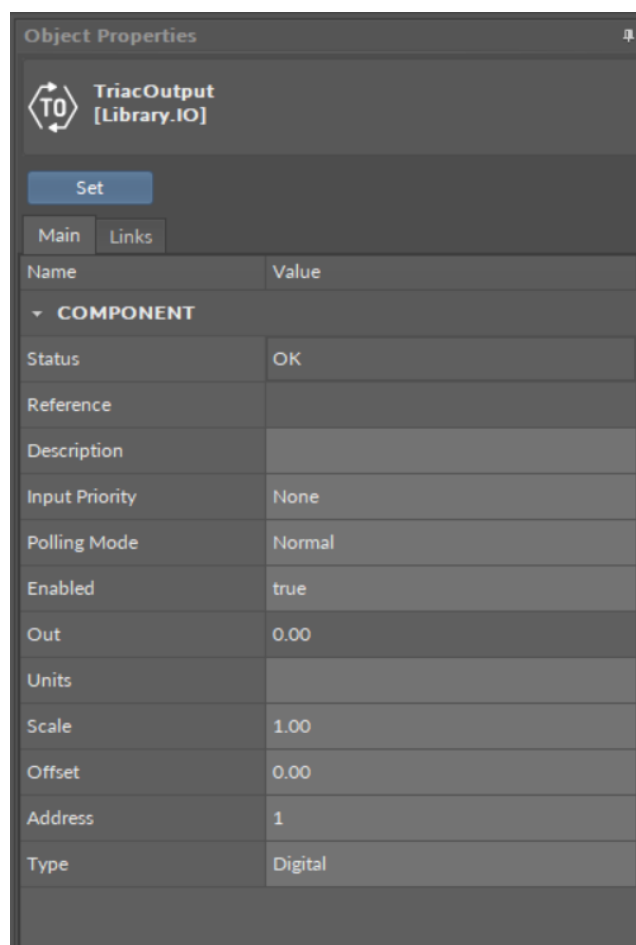 Object Properties
TO
TriacOutput
[Library.IO]
Set
Main Links
Name Value
COMPONENT
Status OK
Reference
Description
Input Priority None
Polling Mode Normal
Enabled true
Out 0.00
Units
Scale 1.00
Offset 0.00
Address 1
Type Digital